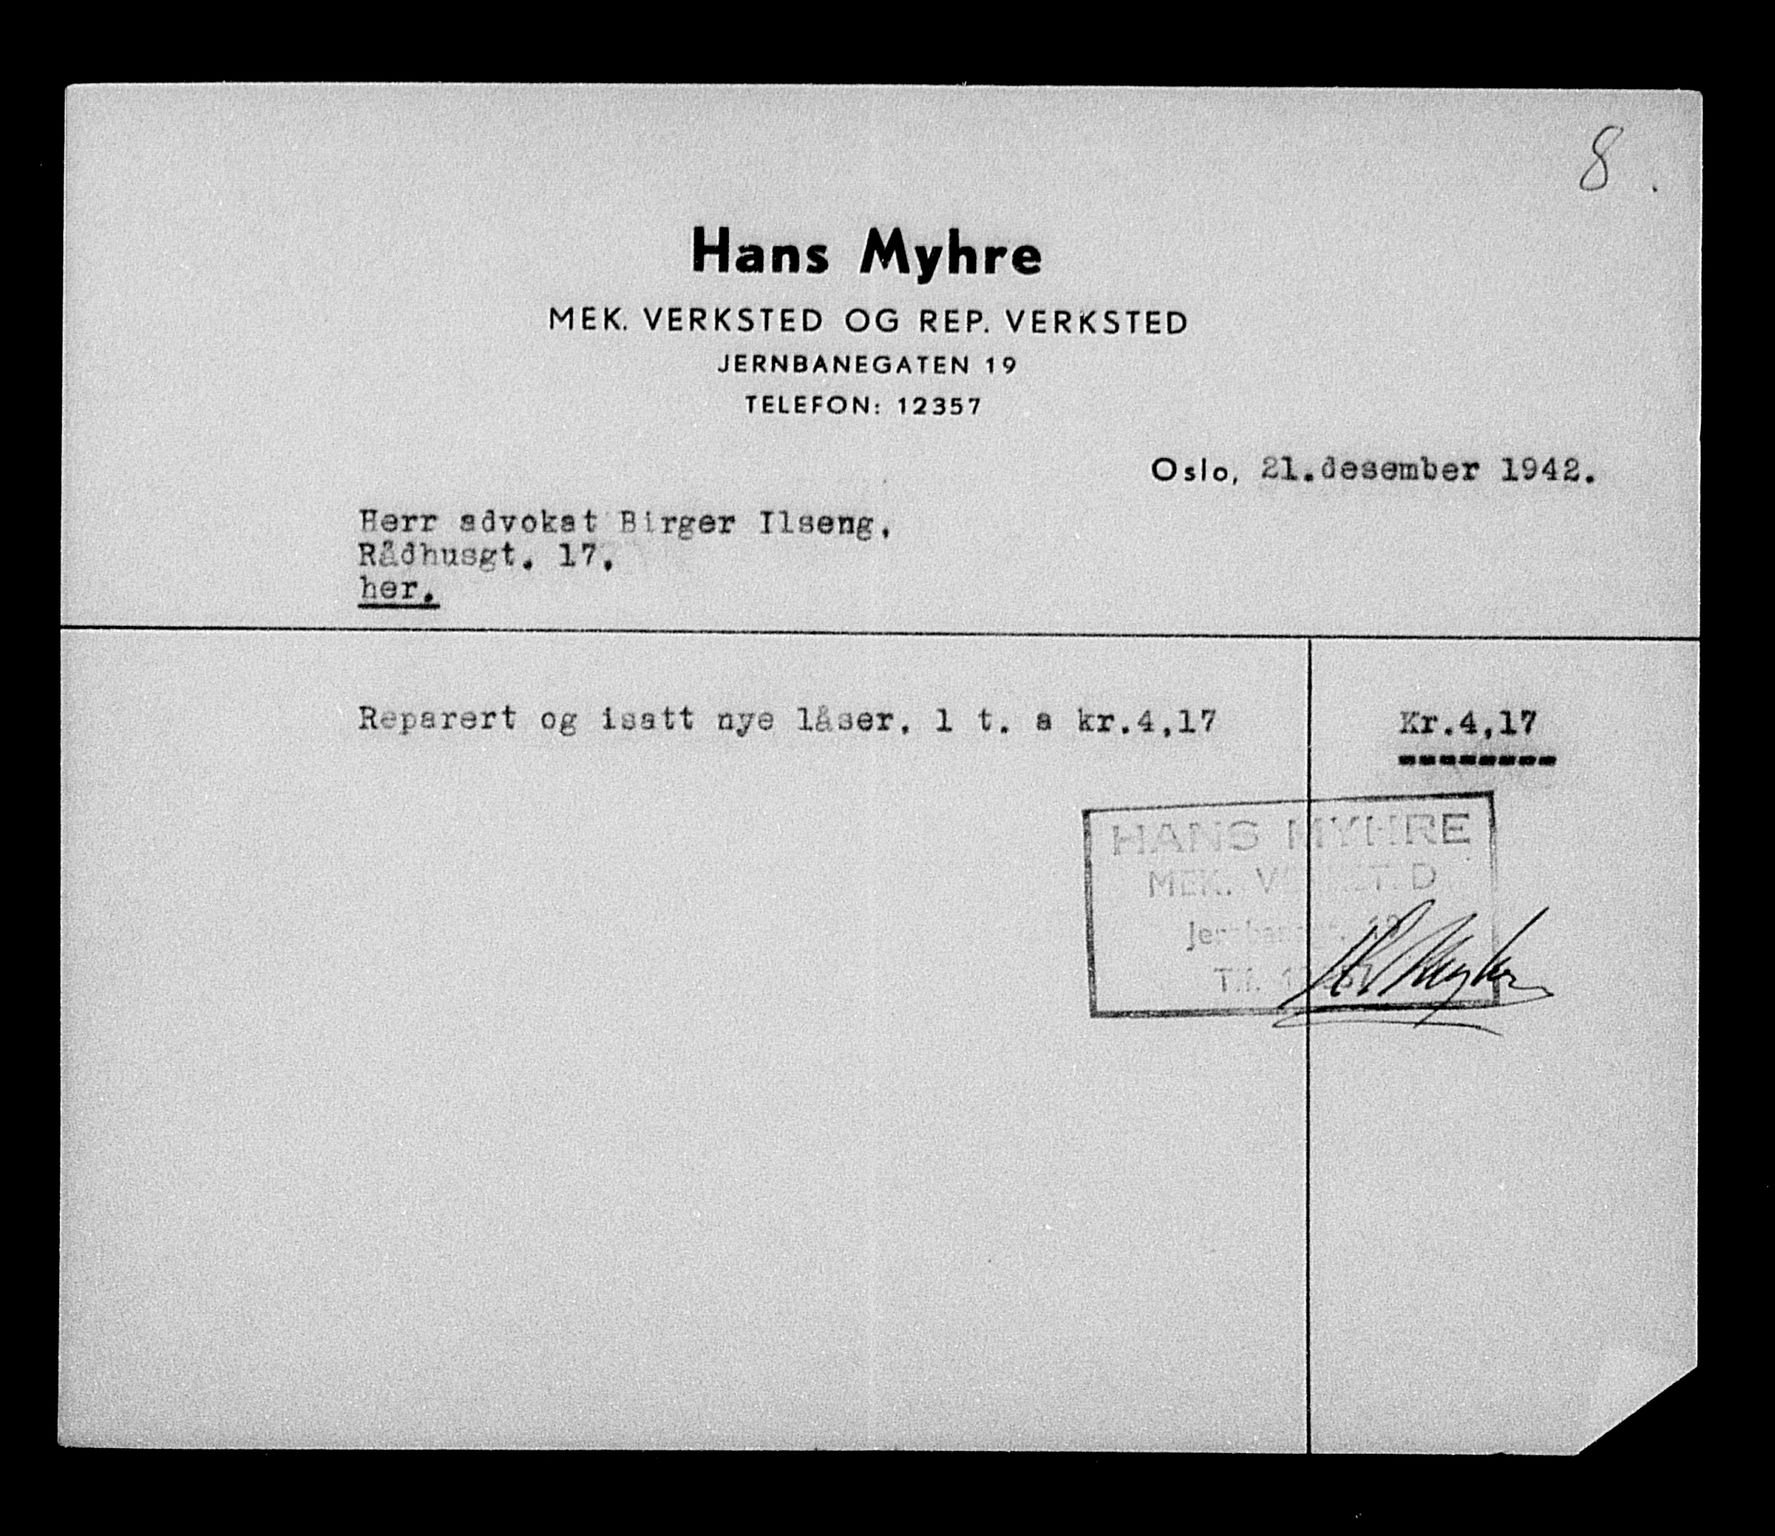 8.
Hans Myhre
MEK. VERKSTED OG REP. VERKSTED
JERNBANEGATEN 19
TELEFON: 12357
Oslo, 21.desember 1942.
Herr advokat Birger Ilseng,
Rådhusgt. 17,
her.
Reparert og isatt nye låser, 1 t. a kr.4,17 Kr.4,17
HANS MYHRE
MEK.